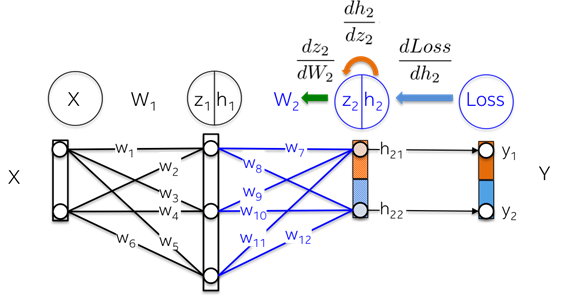 dh₂
dz₂
dz₂
dW₂
dLoss
dh₂
X W₁ z₁ h₁ W₂ z₂ h₂ Loss
w₁ w₇ h₂₁ y₁
w₂ w₈
X Y
w₃ w₉
w₄ w₁₀ h₂₂ y₂
w₆ w₅ w₁₁ w₁₂